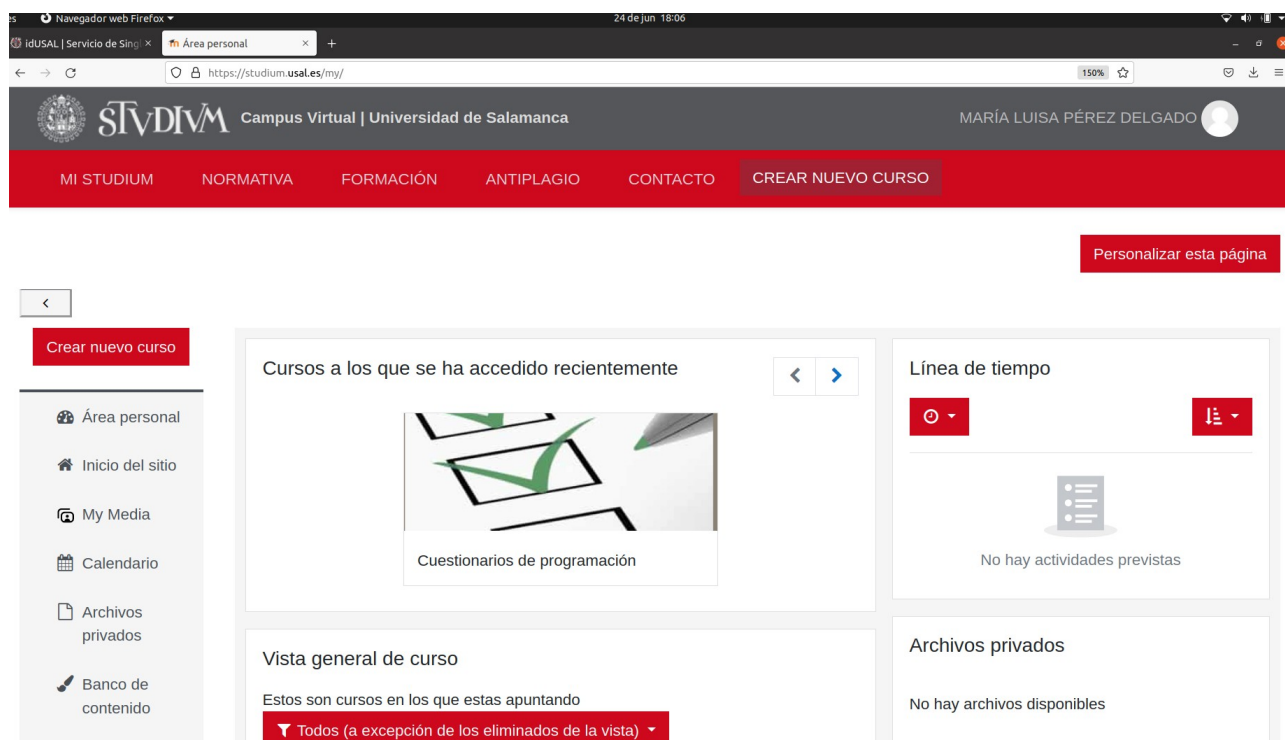 es Navegador web Firefox 24 de jun 18:06
idUSAL | Servicio de Singl × Área personal × +
https://studium.usal.es/my/ 150%
STVDIVM Campus Virtual | Universidad de Salamanca MARÍA LUISA PÉREZ DELGADO
MI STUDIUM NORMATIVA FORMACIÓN ANTIPLAGIO CONTACTO CREAR NUEVO CURSO
Personalizar esta página
Crear nuevo curso
Área personal
Inicio del sitio
My Media
Calendario
Archivos
privados
Banco de
contenido
Cursos a los que se ha accedido recientemente
Cuestionarios de programación
Vista general de curso
Estos son cursos en los que estas apuntando
Todos (a excepción de los eliminados de la vista)
Línea de tiempo
No hay actividades previstas
Archivos privados
No hay archivos disponibles